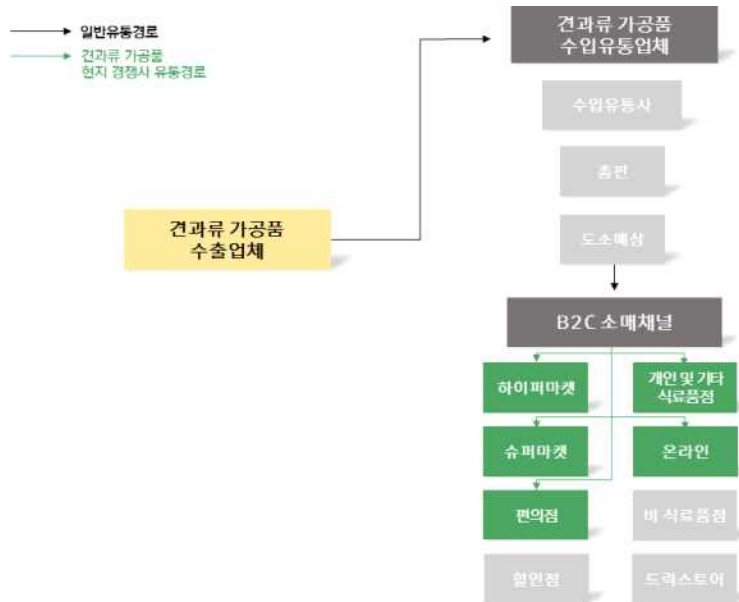 일반유통경로
견과류 가공품
현지 경쟁사 유통경로
견과류 가공품
수입유통업체
수입유통사
총판
도소매상
견과류 가공품
수출업체
B2C 소매채널
하이퍼마켓
개인 및 기타
식료품점
슈퍼마켓
온라인
편의점
비 식료품점
할인점
드럭스토어